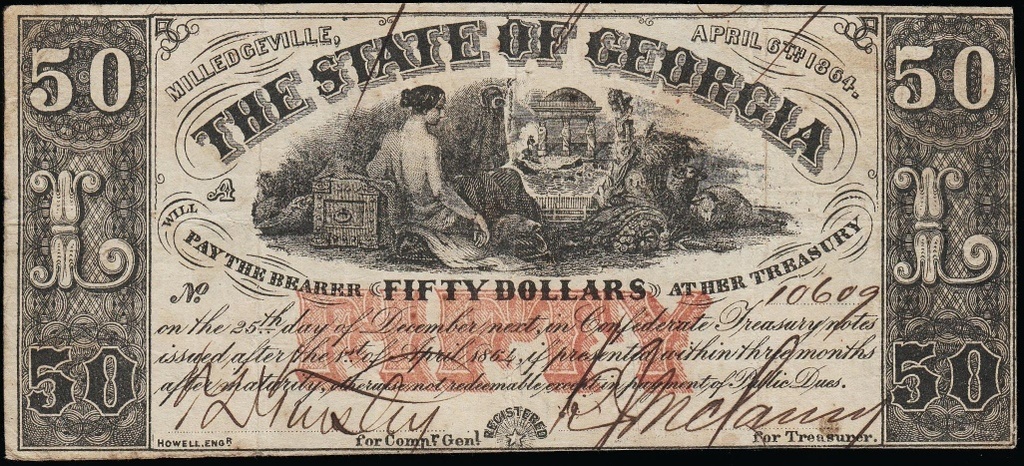 50
50
MILLEDGEVILLE,
APRIL 6TH 1864.
THE STATE OF GEORGIA
A
L
L
WILL
PAY THE BEARER FIFTY DOLLARS AT HER TREASURY
No 10609
FIFTY
on the 25th day of December next, in Confederate Treasury notes
issued after the 1st of April 1864, if presented within three months
after maturity, otherwise not redeemable except in payment of Public Dues.
50
50
HOWELL, ENGR
for Compr Genl
REGISTERED
for Treasurer.